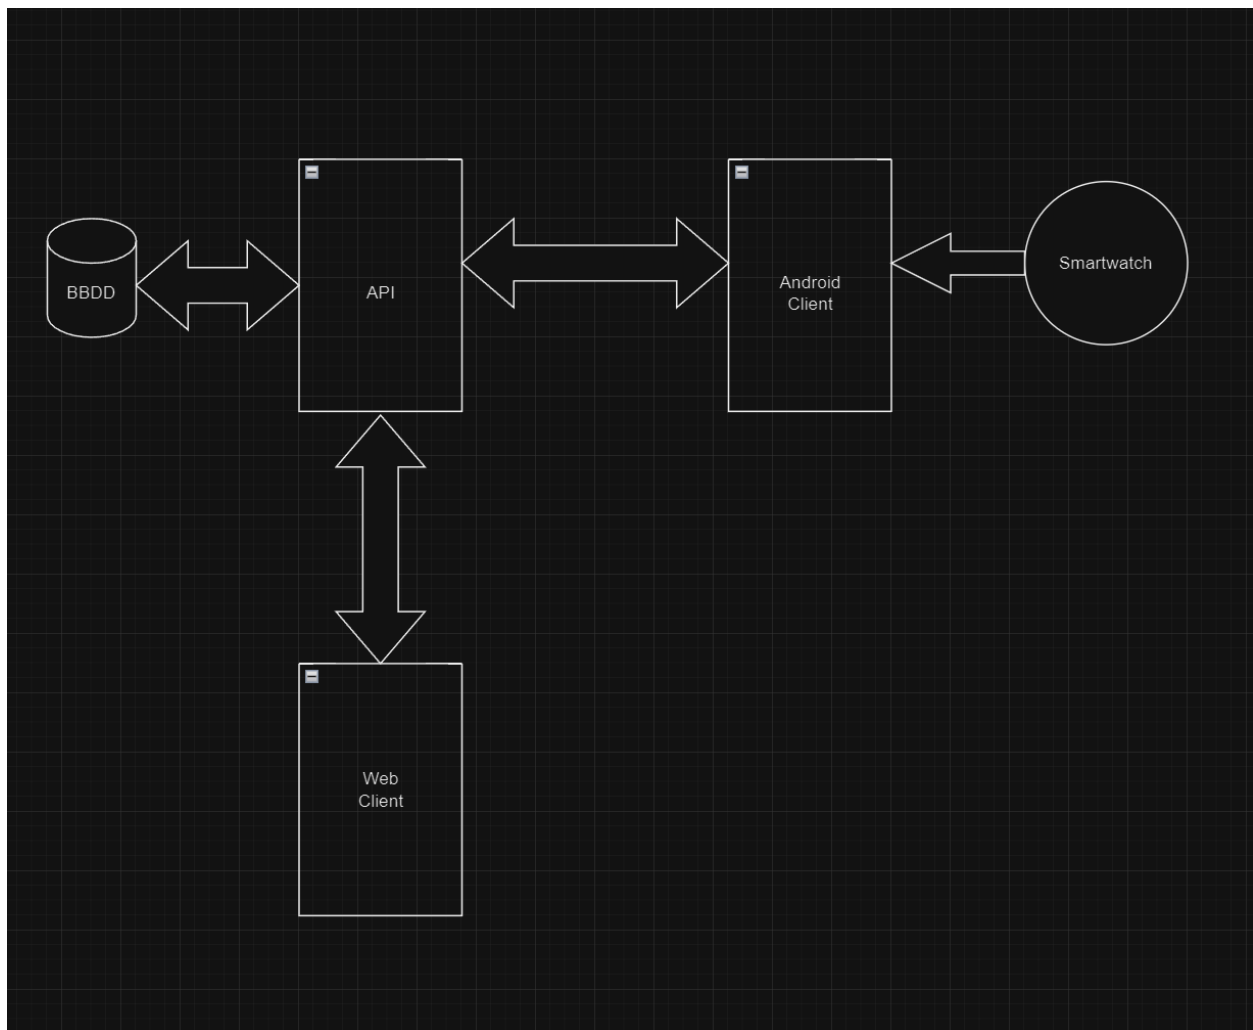 BBDD
API
Android
Client
Smartwatch
Web
Client